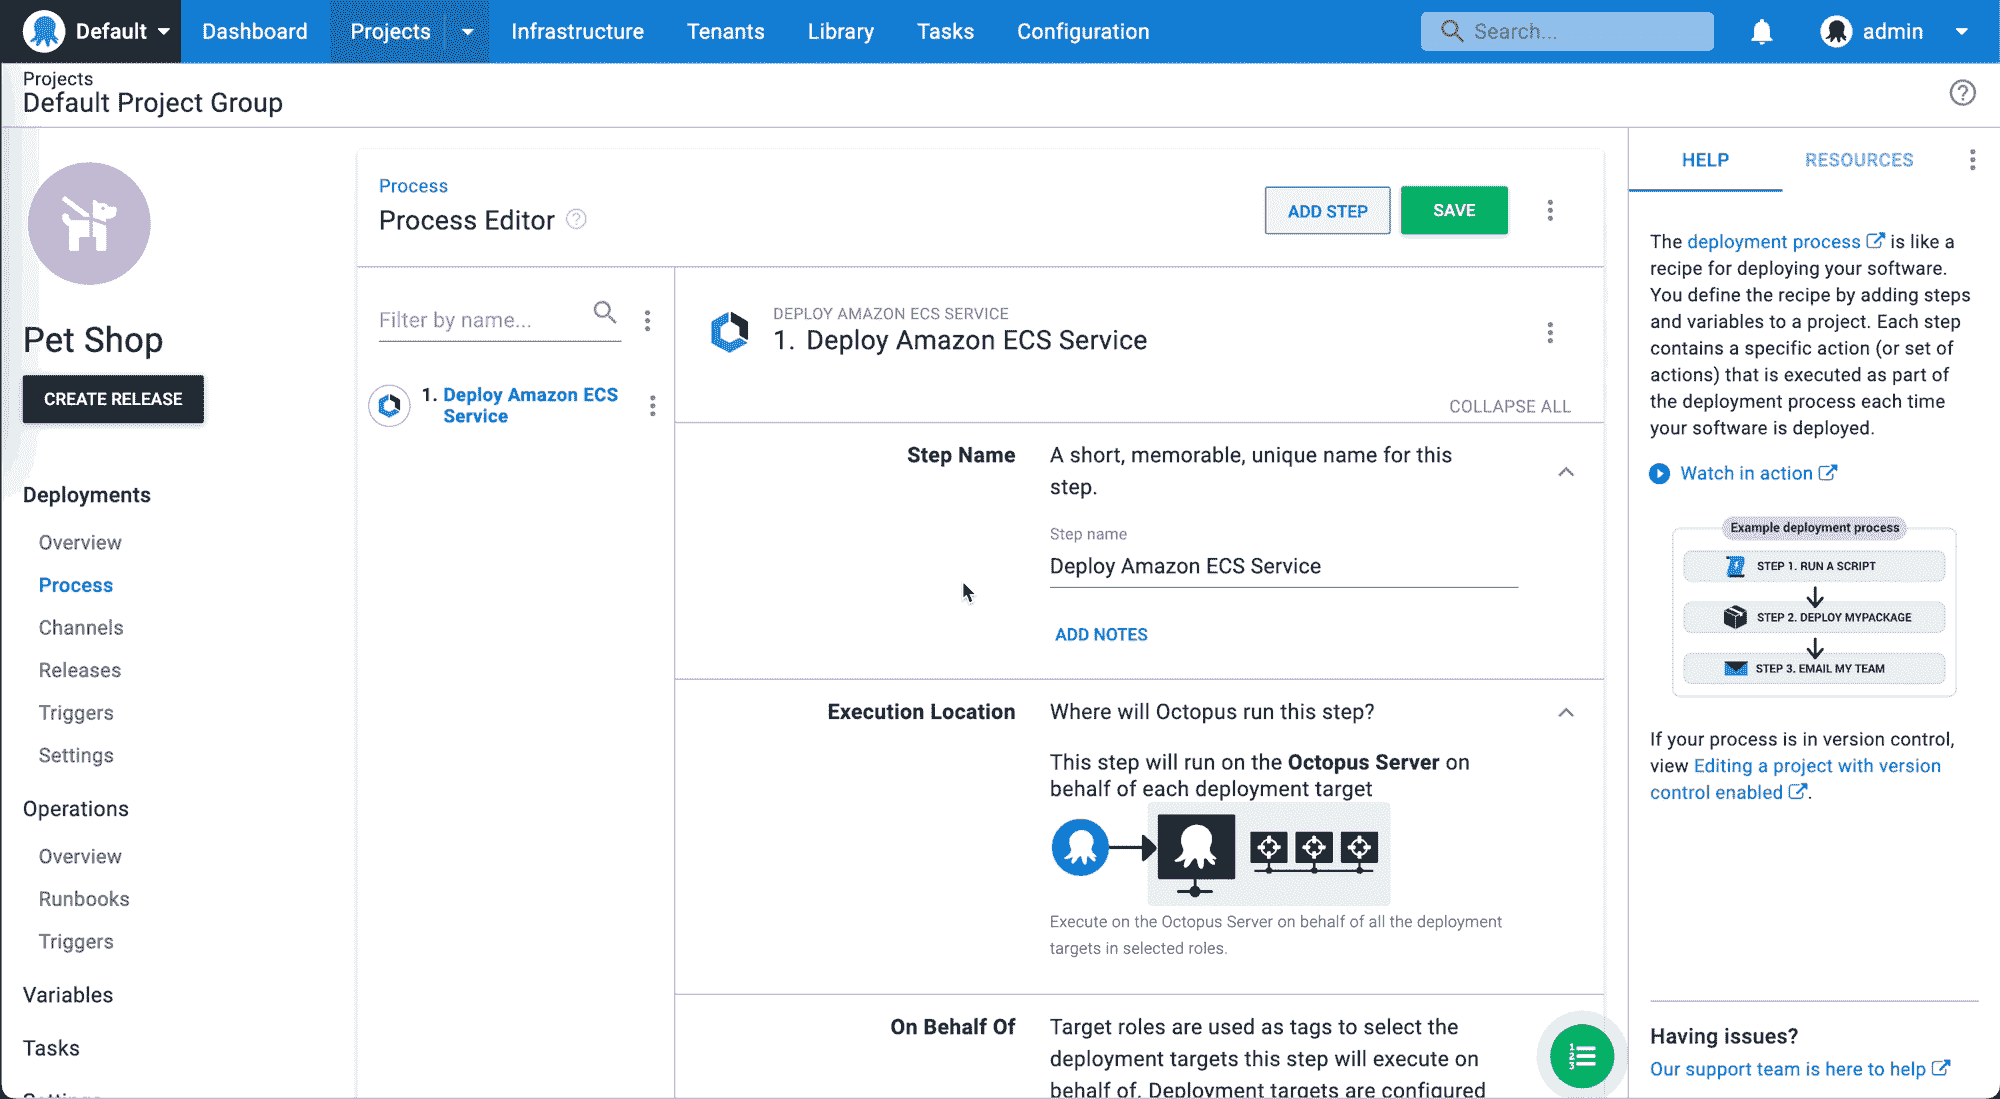 Default
Dashboard
Projects
Infrastructure
Tenants
Library
Tasks
Configuration
Search...
admin
Projects
Default Project Group
Pet Shop
CREATE RELEASE
Deployments
Overview
Process
Channels
Releases
Triggers
Settings
Operations
Overview
Runbooks
Triggers
Variables
Tasks
Process
Process Editor
ADD STEP
SAVE
Filter by name...
1. Deploy Amazon ECS
Service
DEPLOY AMAZON ECS SERVICE
1. Deploy Amazon ECS Service
COLLAPSE ALL
Step Name
A short, memorable, unique name for this
step.
Step name
Deploy Amazon ECS Service
ADD NOTES
Execution Location
Where will Octopus run this step?
This step will run on the Octopus Server on
behalf of each deployment target
Execute on the Octopus Server on behalf of all the deployment
targets in selected roles.
On Behalf Of
Target roles are used as tags to select the
deployment targets this step will execute on
behalf of. Deployment targets are configured
HELP
RESOURCES
The deployment process is like a
recipe for deploying your software.
You define the recipe by adding steps
and variables to a project. Each step
contains a specific action (or set of
actions) that is executed as part of
the deployment process each time
your software is deployed.
Watch in action
Example deployment process
STEP 1. RUN A SCRIPT
STEP 2. DEPLOY MYPACKAGE
STEP 3. EMAIL MY TEAM
If your process is in version control,
view Editing a project with version
control enabled.
Having issues?
Our support team is here to help